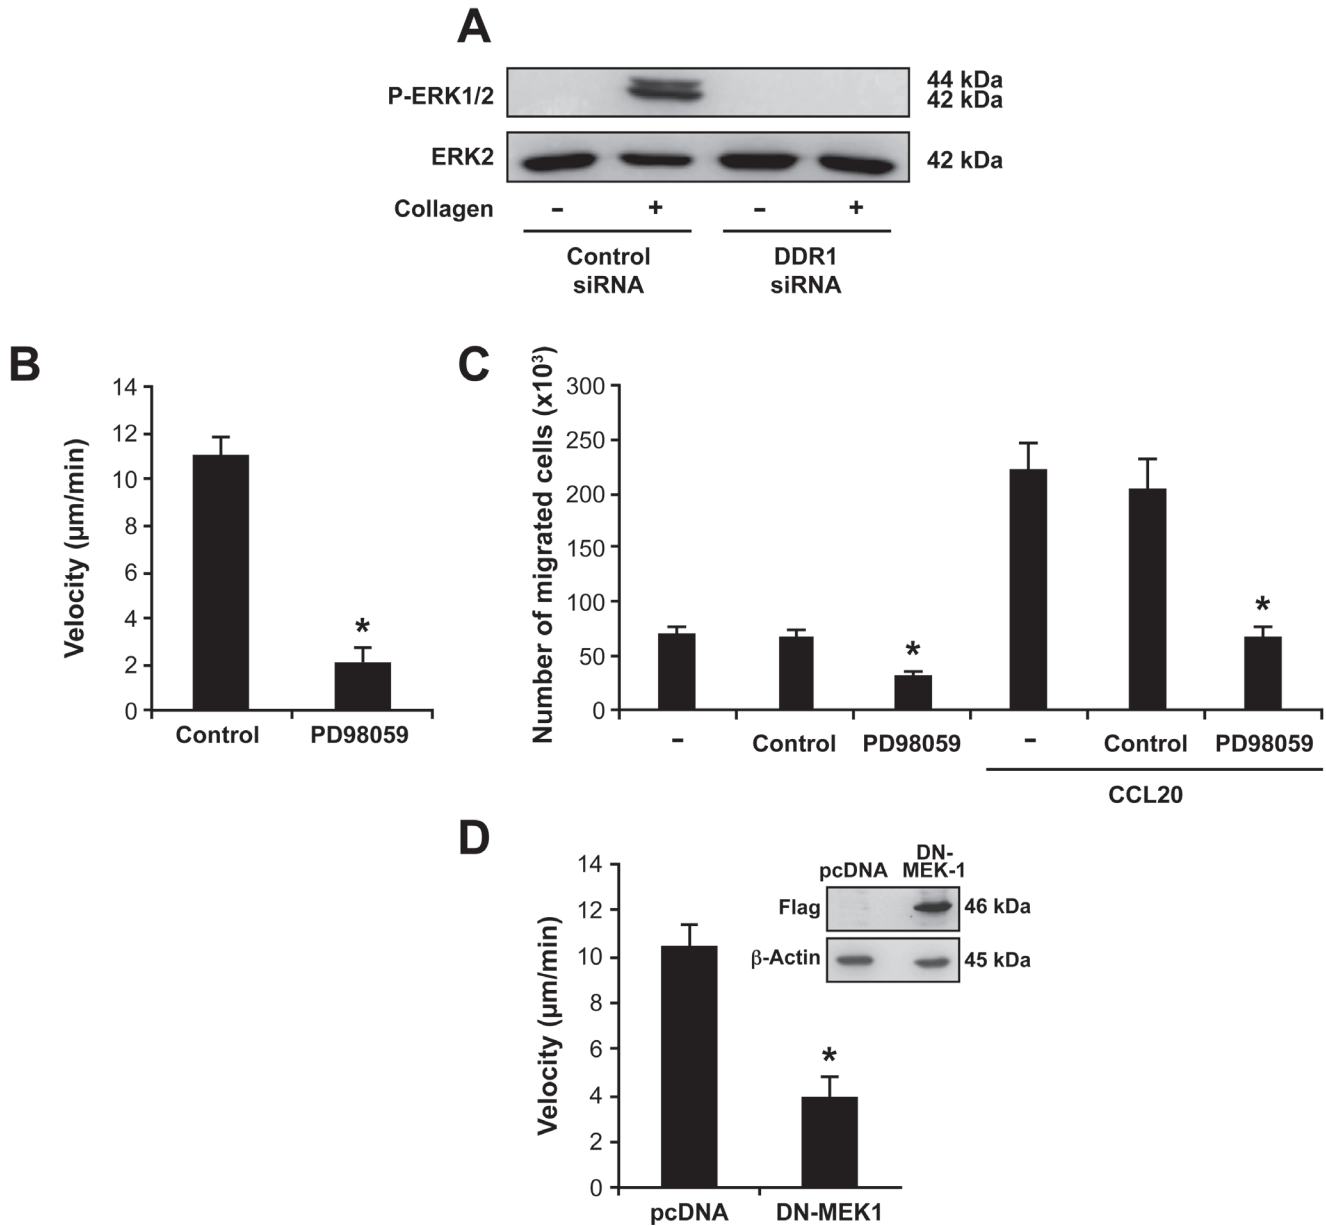 A
P-ERK1/2
44 kDa
42 kDa
ERK2
42 kDa
Collagen - + - +
Control
siRNA
DDR1
siRNA
B
Velocity (μm/min)
14
12
10
8
6
4
2
0
*
Control PD98059
C
Number of migrated cells (x10³)
300
250
200
150
100
50
0
*
*
- Control PD98059 - Control PD98059
CCL20
D
Velocity (μm/min)
14
12
10
8
6
4
2
0
*
pcDNA DN-MEK1
pcDNA
DN-
MEK-1
Flag 46 kDa
β-Actin 45 kDa